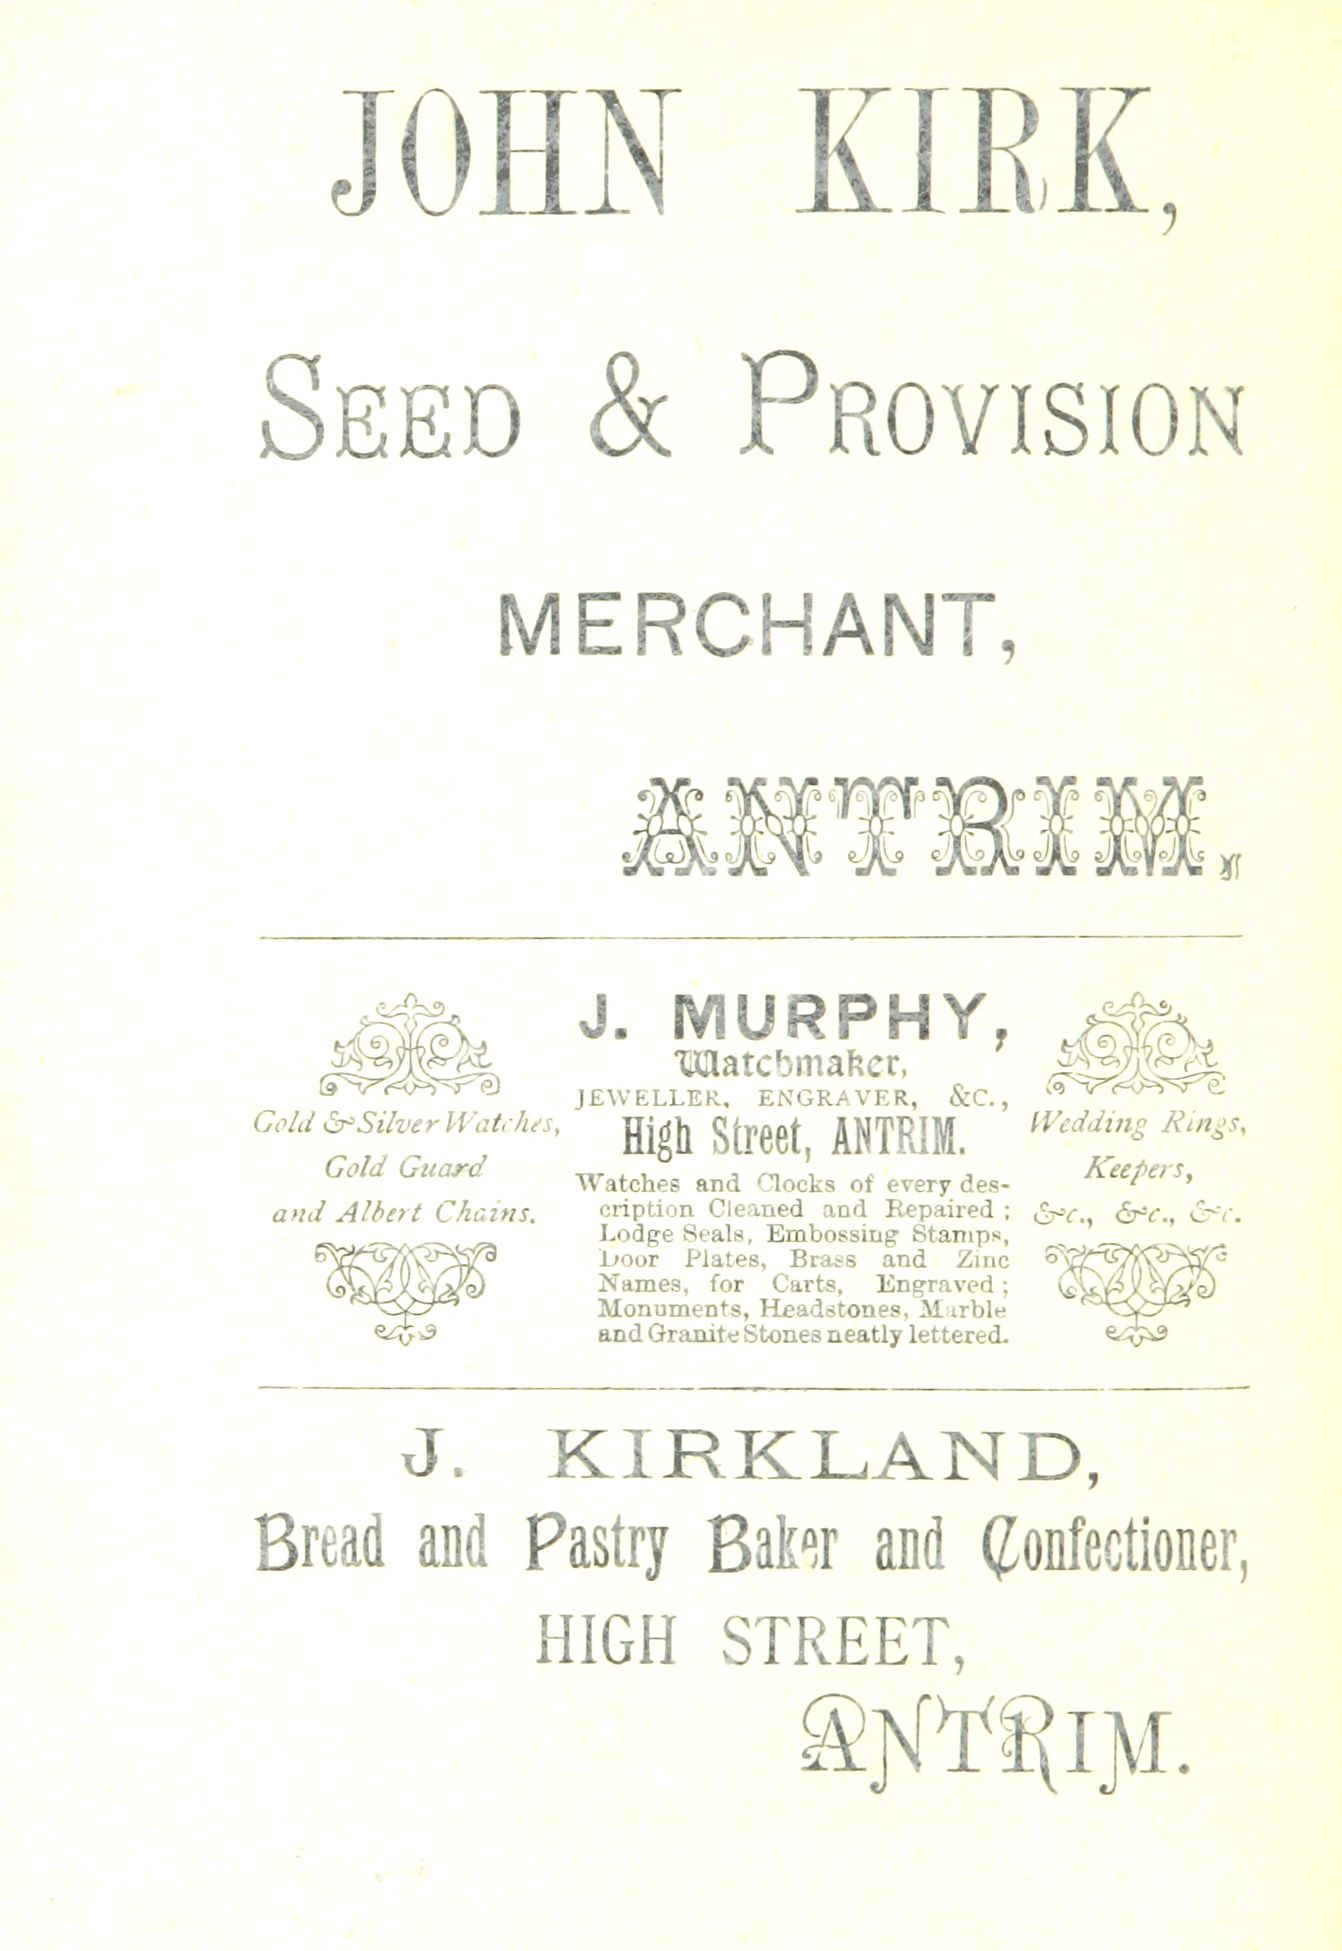 JOHN KIRK,
SEED & PROVISION
MERCHANT,
ANTRIM.
J. MURPHY,
Watchmaker,
JEWELLER, ENGRAVER, &C.,
High Street, ANTRIM.
Gold & Silver Watches,
Gold Guard
and Albert Chains.
Watches and Clocks of every des-
cription Cleaned and Repaired ;
Lodge Seals, Embossing Stamps,
Door Plates, Brass and Zinc
Names, for Carts, Engraved ;
Monuments, Headstones, Marble
and Granite Stones neatly lettered.
Wedding Rings,
Keepers,
&c., &c., &c.
J. KIRKLAND,
Bread and Pastry Baker and Confectioner,
HIGH STREET,
ANTRIM.